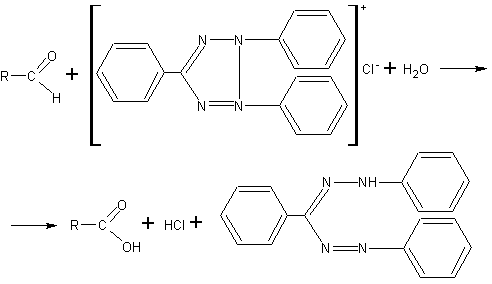 +
N N
O
R–C + Cl⁻ + H₂O
H
N N
N NH
O
R–C + HCl +
OH N N